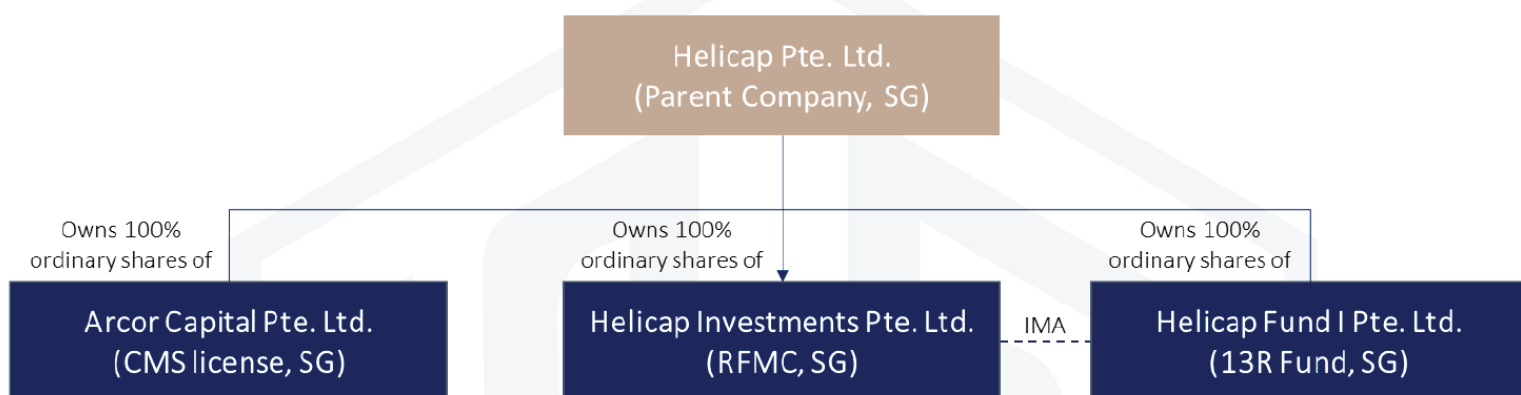 Helicap Pte. Ltd.
(Parent Company, SG)
Owns 100%
ordinary shares of
Owns 100%
ordinary shares of
Owns 100%
ordinary shares of
Arcor Capital Pte. Ltd.
(CMS license, SG)
Helicap Investments Pte. Ltd.
(RFMC, SG)
IMA
Helicap Fund I Pte. Ltd.
(13R Fund, SG)